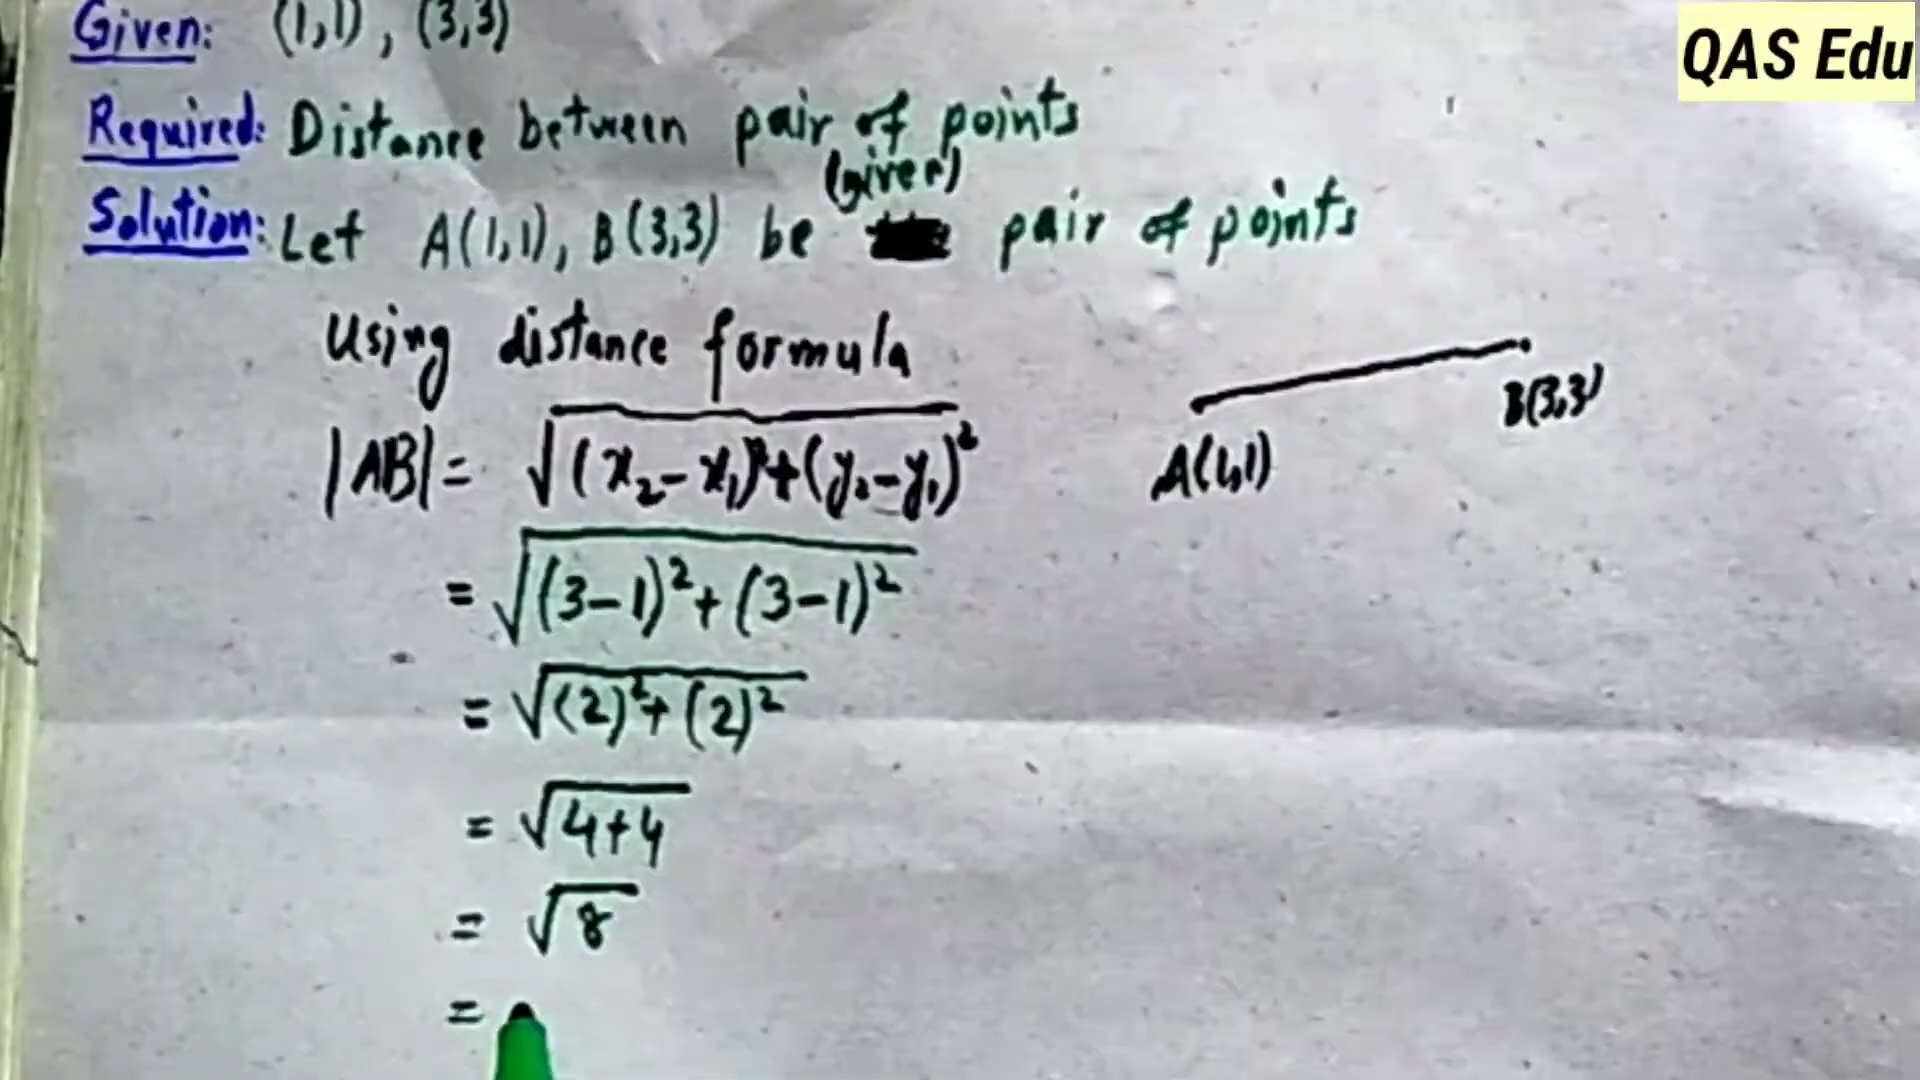 QAS Edu
Given: (1,1), (3,3)
Required: Distance between pair of points
(given)
Solution: Let A(1,1), B(3,3) be pair of points
Using distance formula
|AB| = √(x₂-x₁)²+(y₂-y₁)²
= √(3-1)²+(3-1)²
= √(2)²+(2)²
= √4+4
= √8
=
A(1,1)
B(3,3)